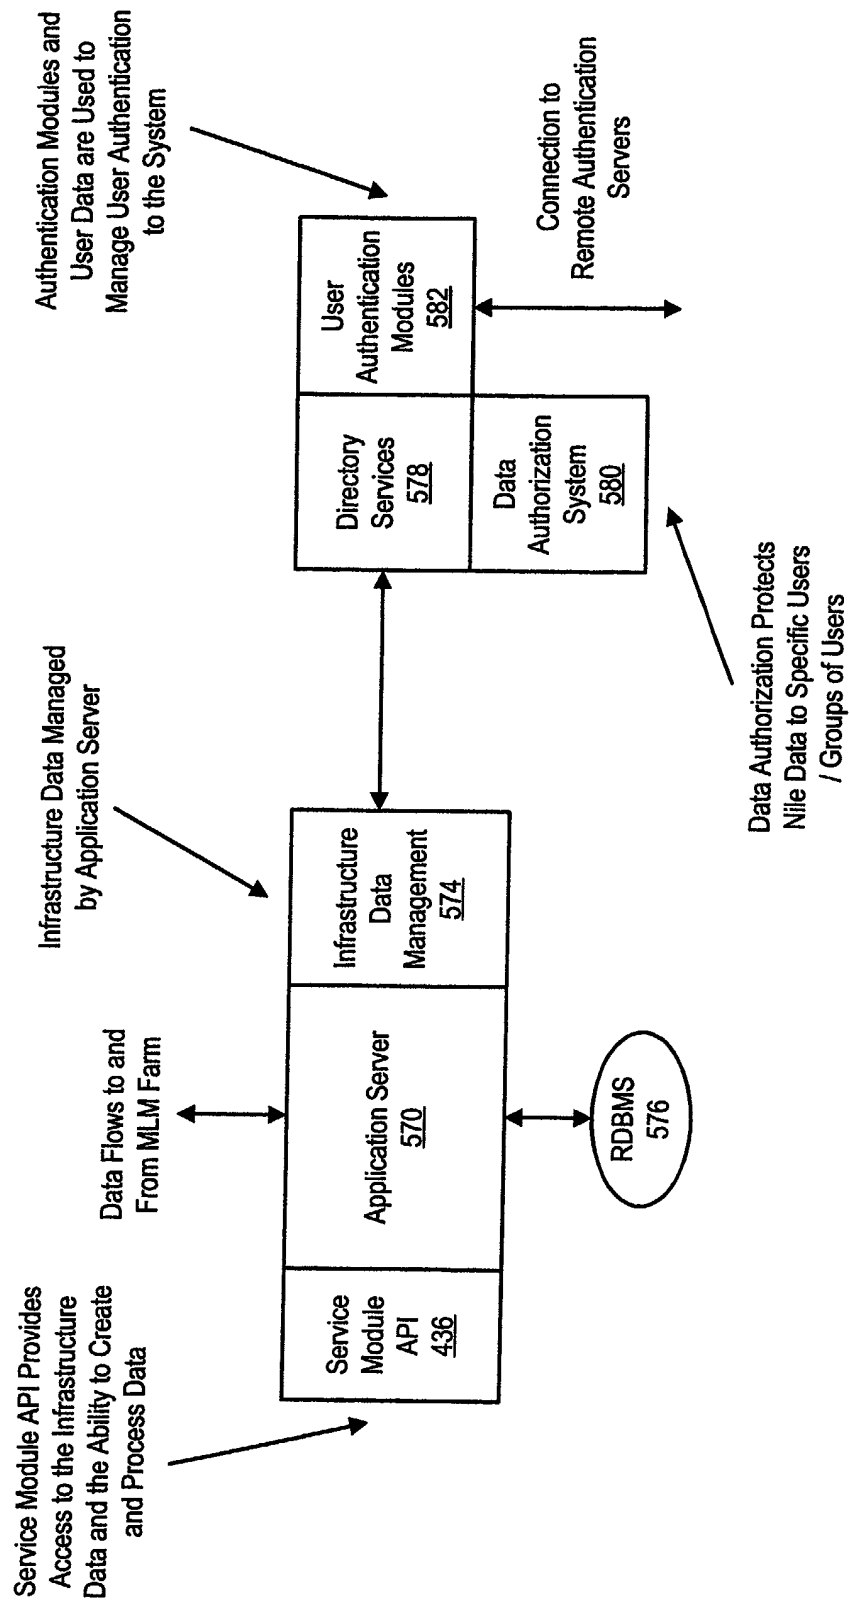 Service Module API Provides
Access to the Infrastructure
Data and the Ability to Create
and Process Data
Data Flows to and
From MLM Farm
Infrastructure Data Managed
by Application Server
Authentication Modules and
User Data are Used to
Manage User Authentication
to the System
Service
Module
API
436
Application Server
570
Infrastructure
Data
Management
574
Directory
Services
578
User
Authentication
Modules
582
Data
Authorization
System
580
Connection to
Remote Authentication
Servers
RDBMS
576
Data Authorization Protects
Nile Data to Specific Users
/ Groups of Users